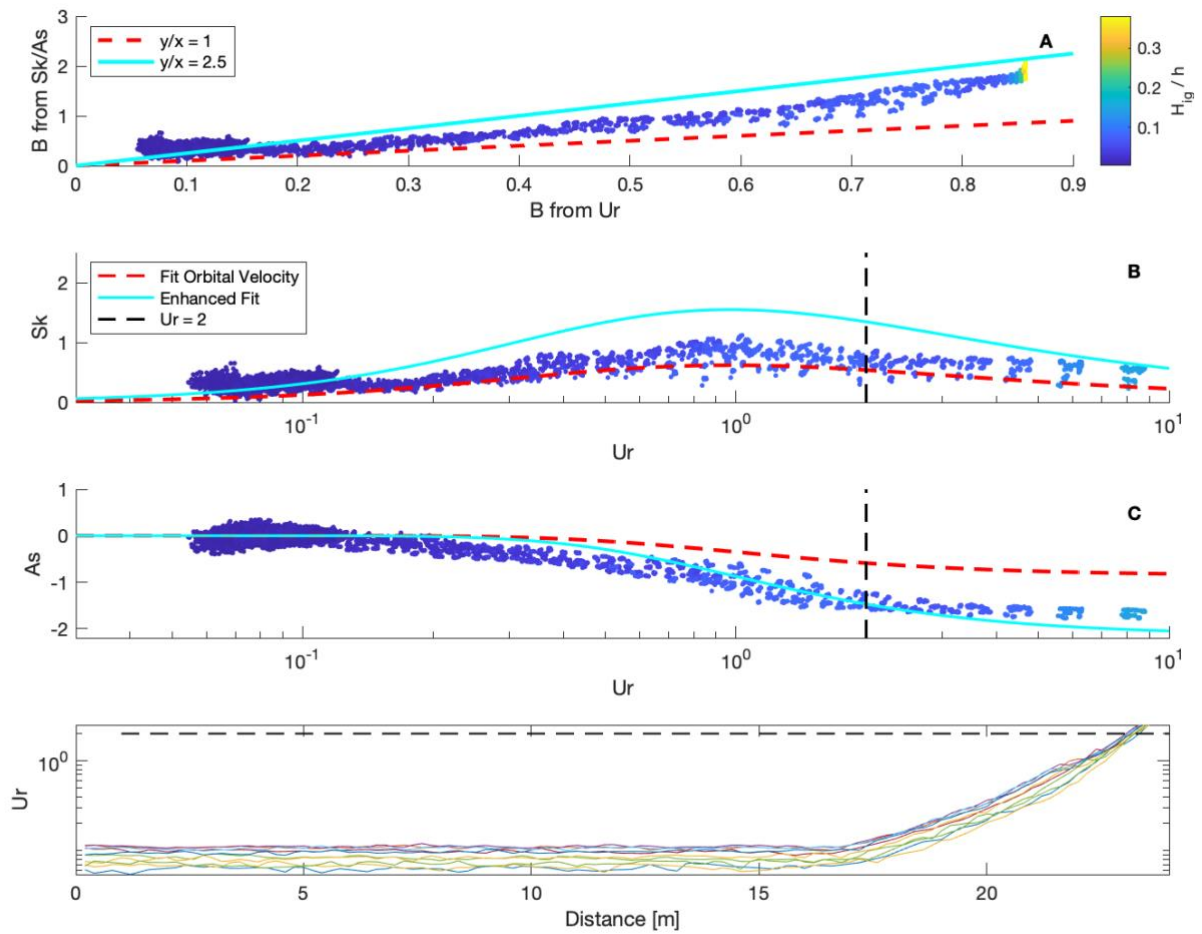 3
2
1
0
B from Sk/As
y/x = 1
y/x = 2.5
A
0 0.1 0.2 0.3 0.4 0.5 0.6 0.7 0.8 0.9
B from Ur
0.3
0.2
0.1
H_ig / h
2
1
0
Sk
Fit Orbital Velocity
Enhanced Fit
Ur = 2
B
10^-1 10^0 10^1
Ur
1
0
-1
-2
As
C
10^-1 10^0 10^1
Ur
10^0
Ur
0 5 10 15 20
Distance [m]